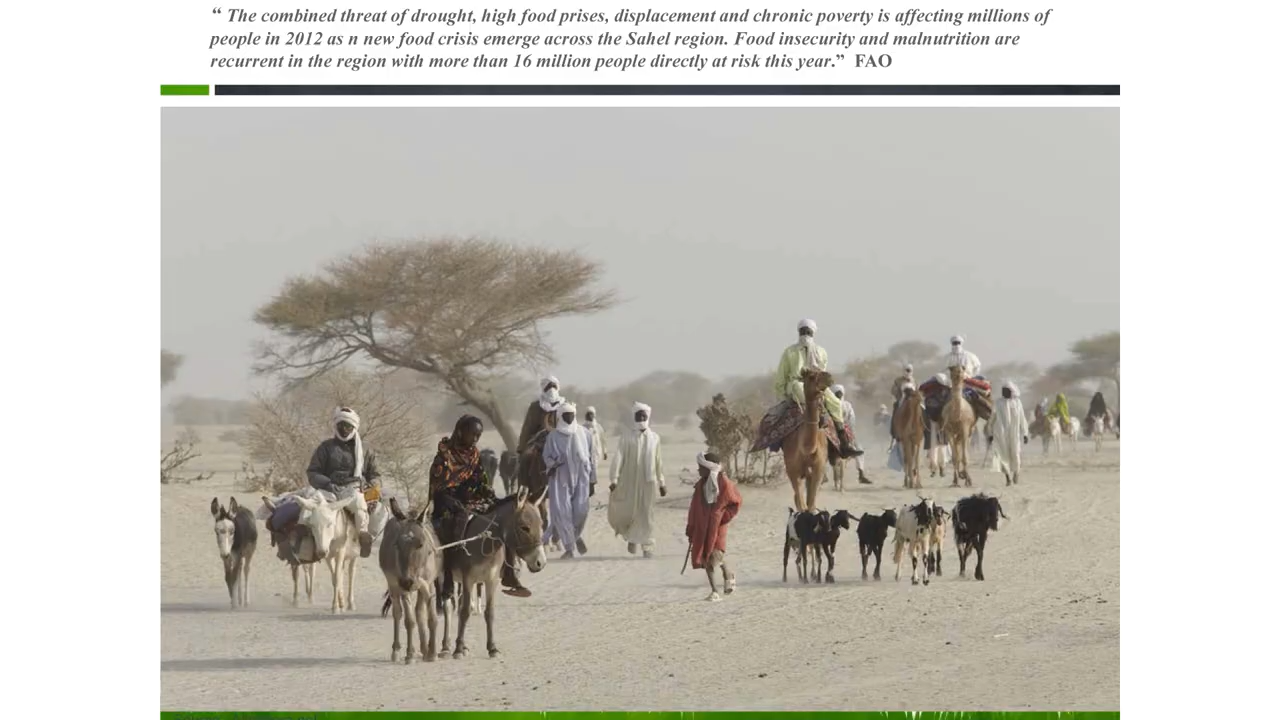 “ The combined threat of drought, high food prises, displacement and chronic poverty is affecting millions of
people in 2012 as n new food crisis emerge across the Sahel region. Food insecurity and malnutrition are
recurrent in the region with more than 16 million people directly at risk this year.”  FAO